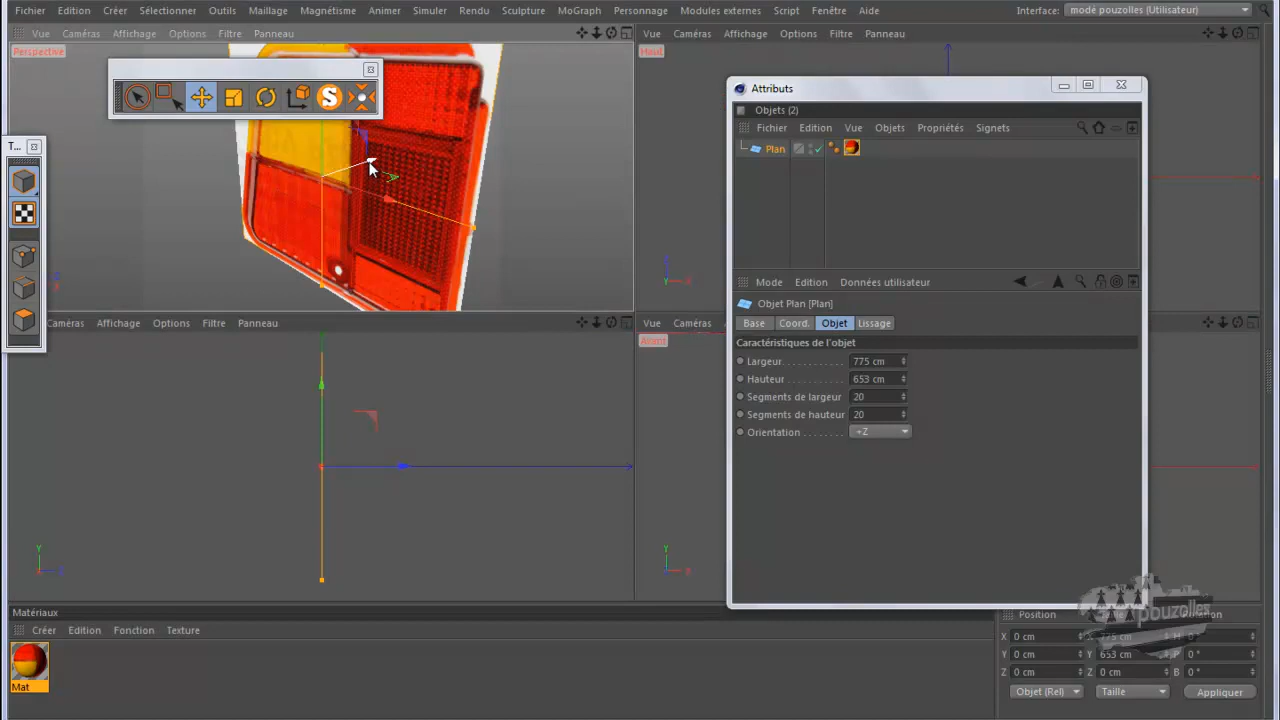 Fichier Edition Créer Sélectionner Outils Maillage Magnétisme Animer Simuler Rendu Sculpture MoGraph Personnage Modules externes Script Fenêtre Aide Interface: modé pouzolles (Utilisateur)
Vue Caméras Affichage Options Filtre Panneau
Vue Caméras Affichage Options Filtre Panneau
Perspective
Haut
T...
S
Attributs
Objets (2)
Fichier Edition Vue Objets Propriétés Signets
Plan
Mode Edition Données utilisateur
Objet Plan [Plan]
Base Coord. Objet Lissage
Caractéristiques de l'objet
Largeur 775 cm
Hauteur 653 cm
Segments de largeur 20
Segments de hauteur 20
Orientation +Z
Caméras Affichage Options Filtre Panneau
Vue Caméras
Avant
Y
Y
X
Matériaux
Créer Edition Fonction Texture
Mat
Position
X 0 cm X 775 cm H 0 °
Y 0 cm Y 653 cm P 0 °
Z 0 cm Z 0 cm B 0 °
Objet (Rel) Taille Appliquer
pouzolles